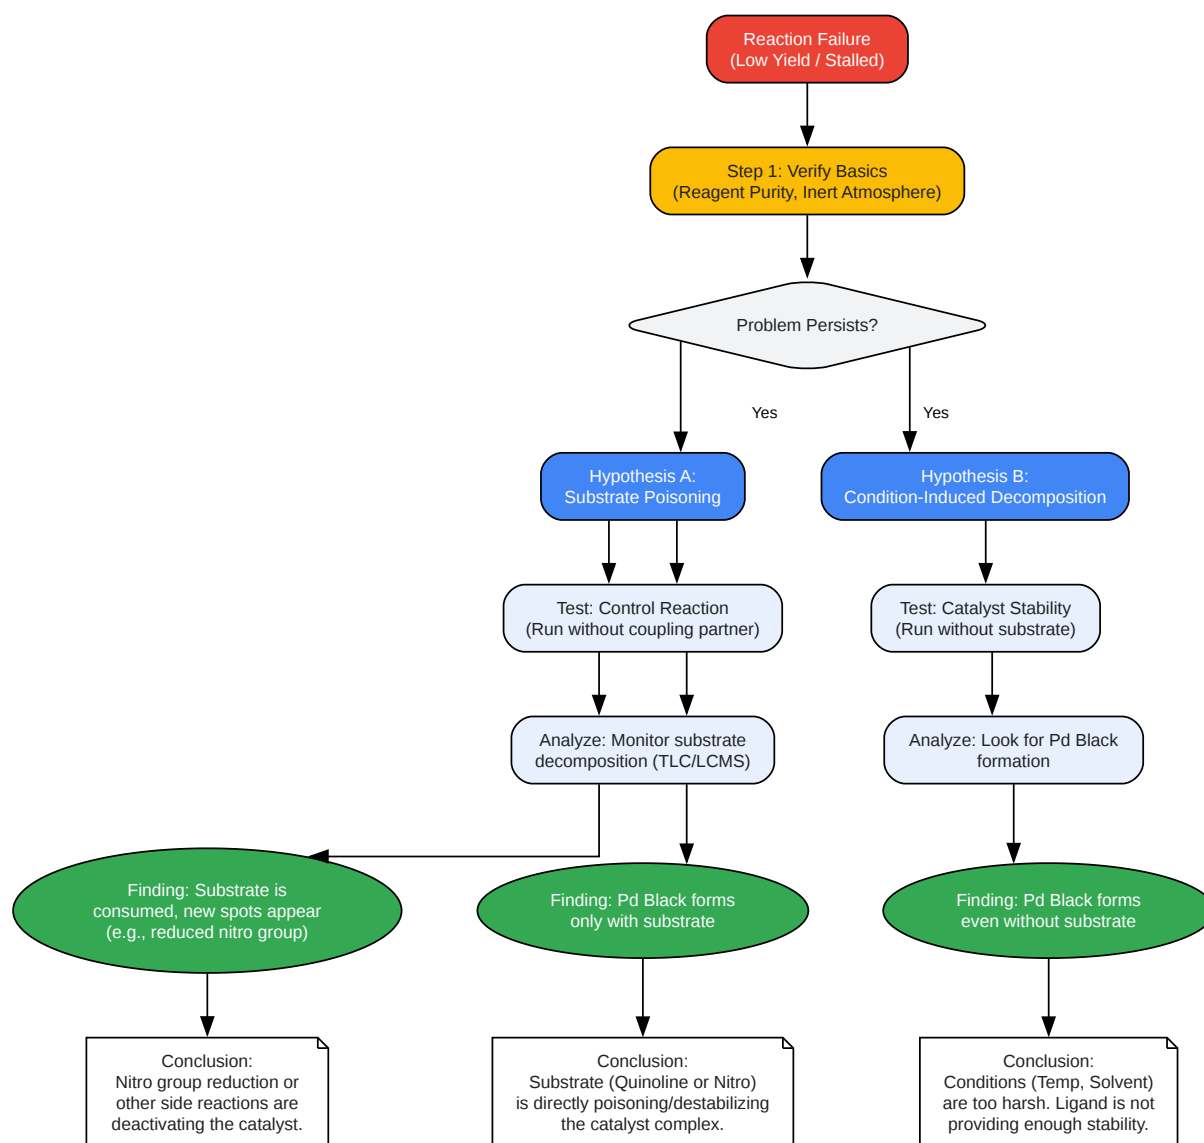 Reaction Failure
(Low Yield / Stalled)
Step 1: Verify Basics
(Reagent Purity, Inert Atmosphere)
Problem Persists?
Yes
Yes
Hypothesis A:
Substrate Poisoning
Hypothesis B:
Condition-Induced Decomposition
Test: Control Reaction
(Run without coupling partner)
Test: Catalyst Stability
(Run without substrate)
Analyze: Monitor substrate
decomposition (TLC/LCMS)
Analyze: Look for Pd Black
formation
Finding: Substrate is
consumed, new spots appear
(e.g., reduced nitro group)
Finding: Pd Black forms
only with substrate
Finding: Pd Black forms
even without substrate
Conclusion:
Nitro group reduction or
other side reactions are
deactivating the catalyst.
Conclusion:
Substrate (Quinoline or Nitro)
is directly poisoning/destabilizing
the catalyst complex.
Conclusion:
Conditions (Temp, Solvent)
are too harsh. Ligand is not
providing enough stability.